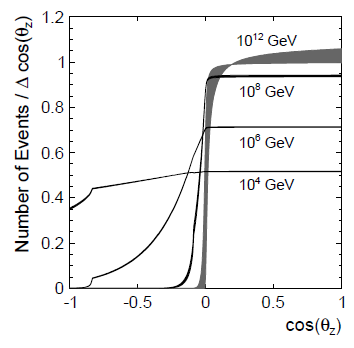 1.2
1
0.8
0.6
0.4
0.2
0
Number of Events / Δ cos(θz)
10¹² GeV
10⁸ GeV
10⁶ GeV
10⁴ GeV
-1
-0.5
0
0.5
1
cos(θz)